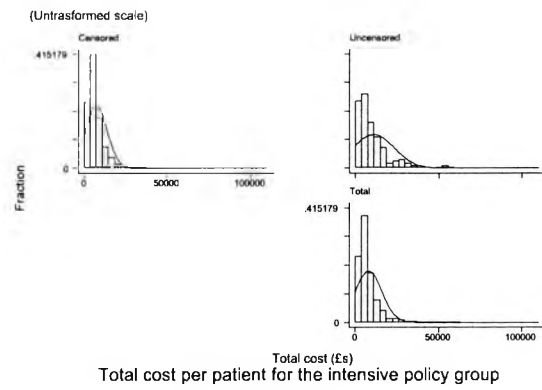 (Untrasformed scale)
Censored
Uncensored
.415179
0
0 50000 100000
Total
.415179
0
0 50000 100000
Fraction
Total cost (£s)
Total cost per patient for the intensive policy group